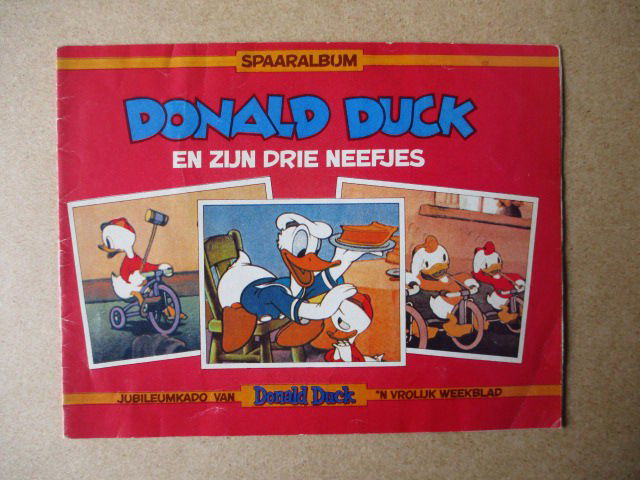 SPAARALBUM
DONALD DUCK
EN ZIJN DRIE NEEFJES
JUBILEUMKADO VAN Donald Duck 'N VROLIJK WEEKBLAD